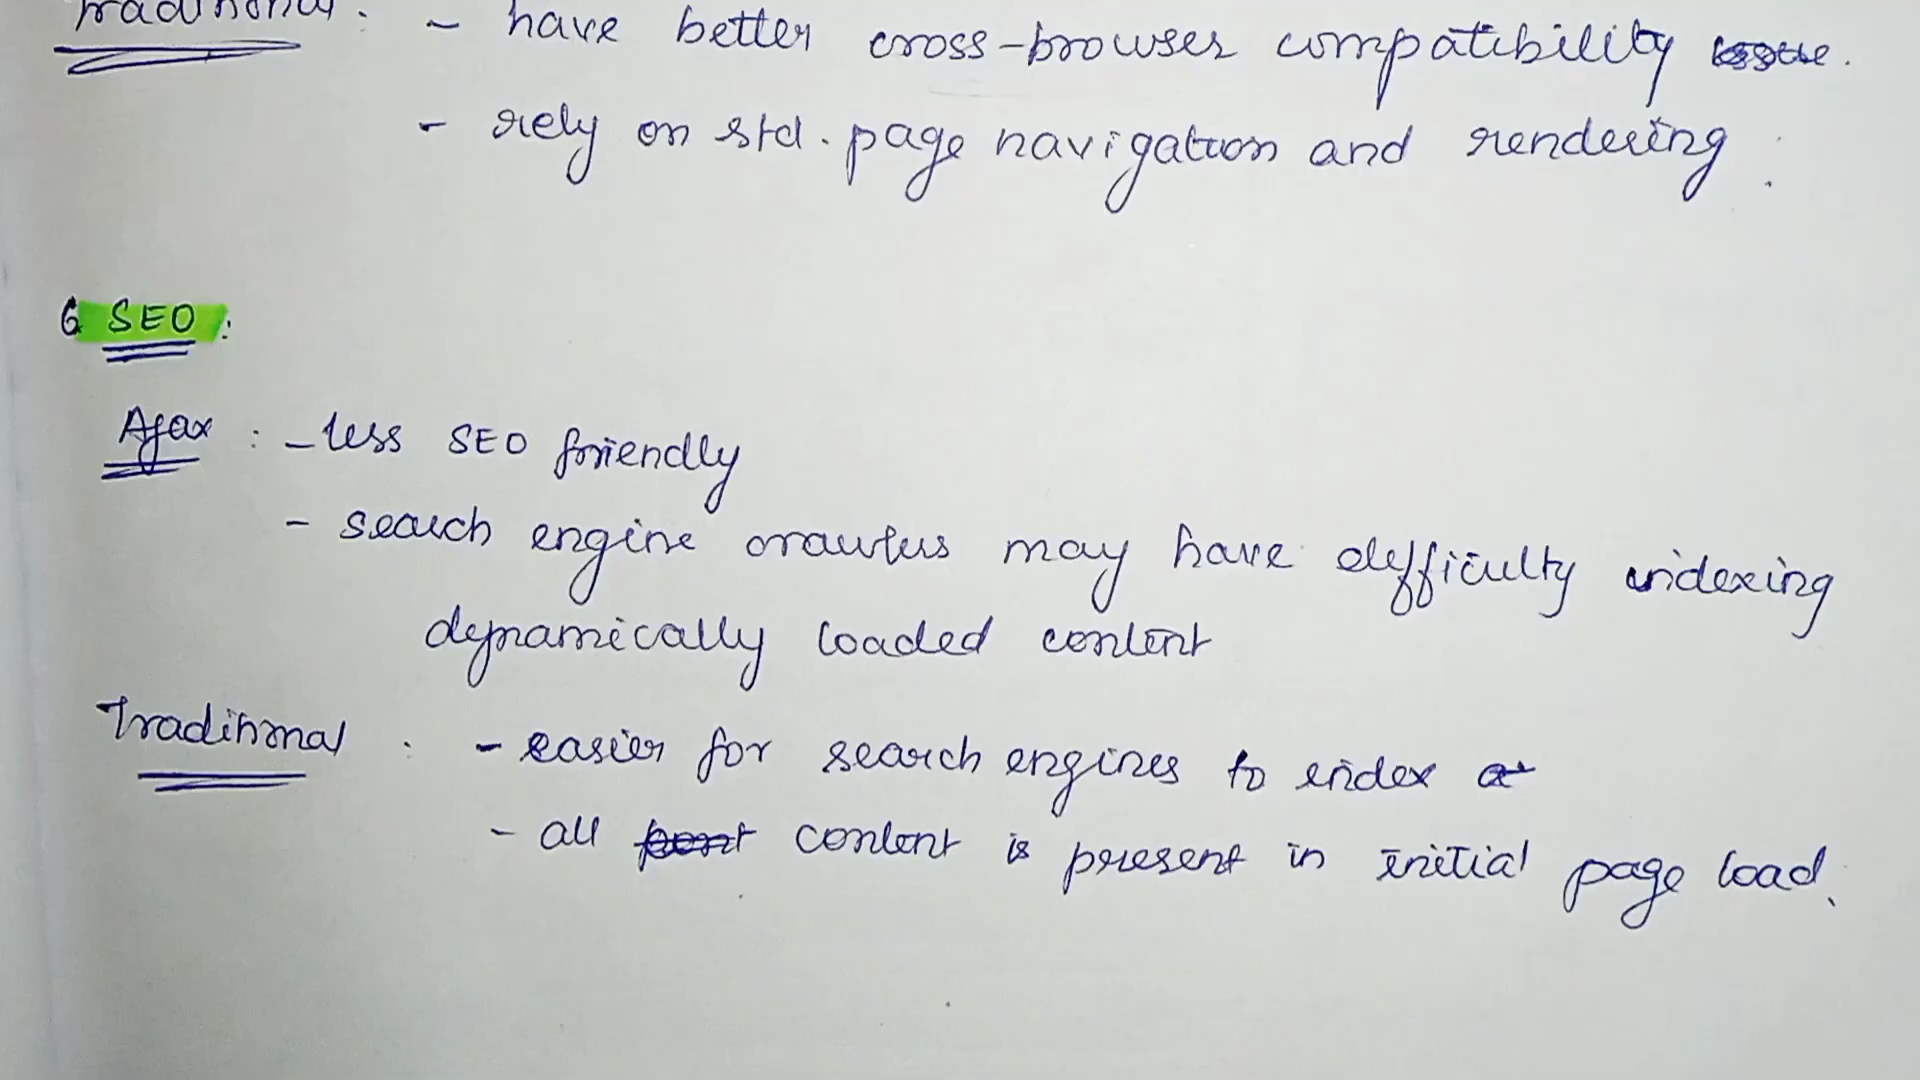 Traditional : - have better cross-browser compatibility
- rely on std. page navigation and rendering.
6 SEO :
Ajax : - less SEO friendly
- search engine crawlers may have difficulty indexing
dynamically loaded content
Traditional : - easier for search engines to index
- all content is present in initial page load.